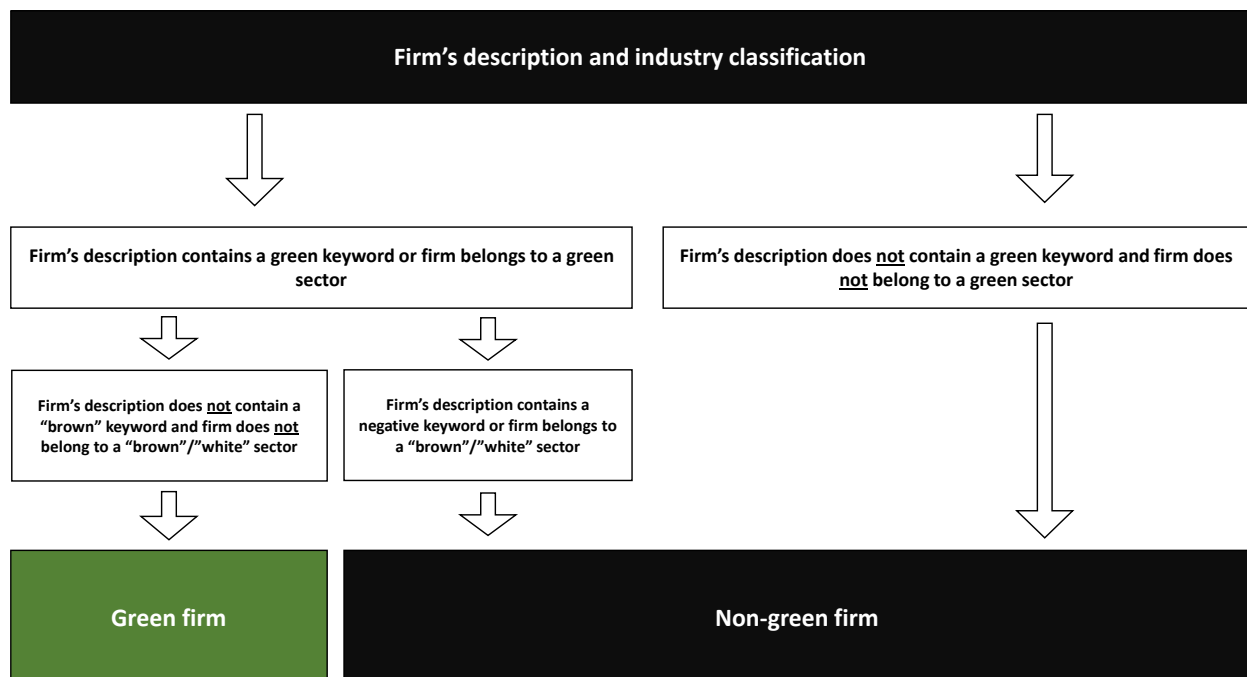 Firm’s description and industry classification
Firm’s description contains a green keyword or firm belongs to a green
sector
Firm’s description does not contain a green keyword and firm does
not belong to a green sector
Firm’s description does not contain a
“brown” keyword and firm does not
belong to a “brown”/”white” sector
Firm’s description contains a
negative keyword or firm belongs to
a “brown”/”white” sector
Green firm
Non-green firm